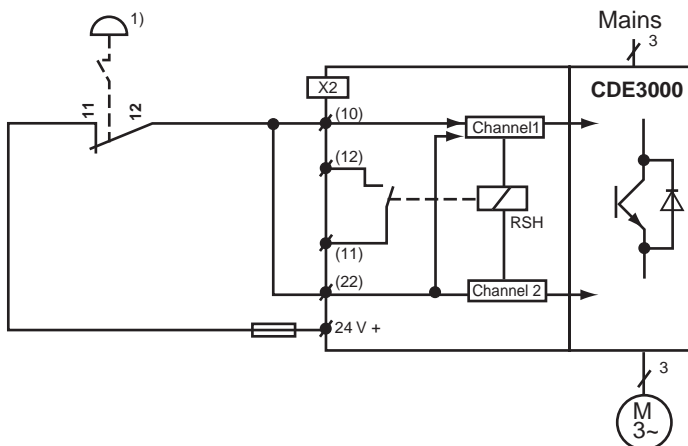 1)
Mains
3
X2
CDE3000
11
12
(10)
Channel1
(12)
RSH
(11)
(22)
Channel 2
24 V +
3
M
3~